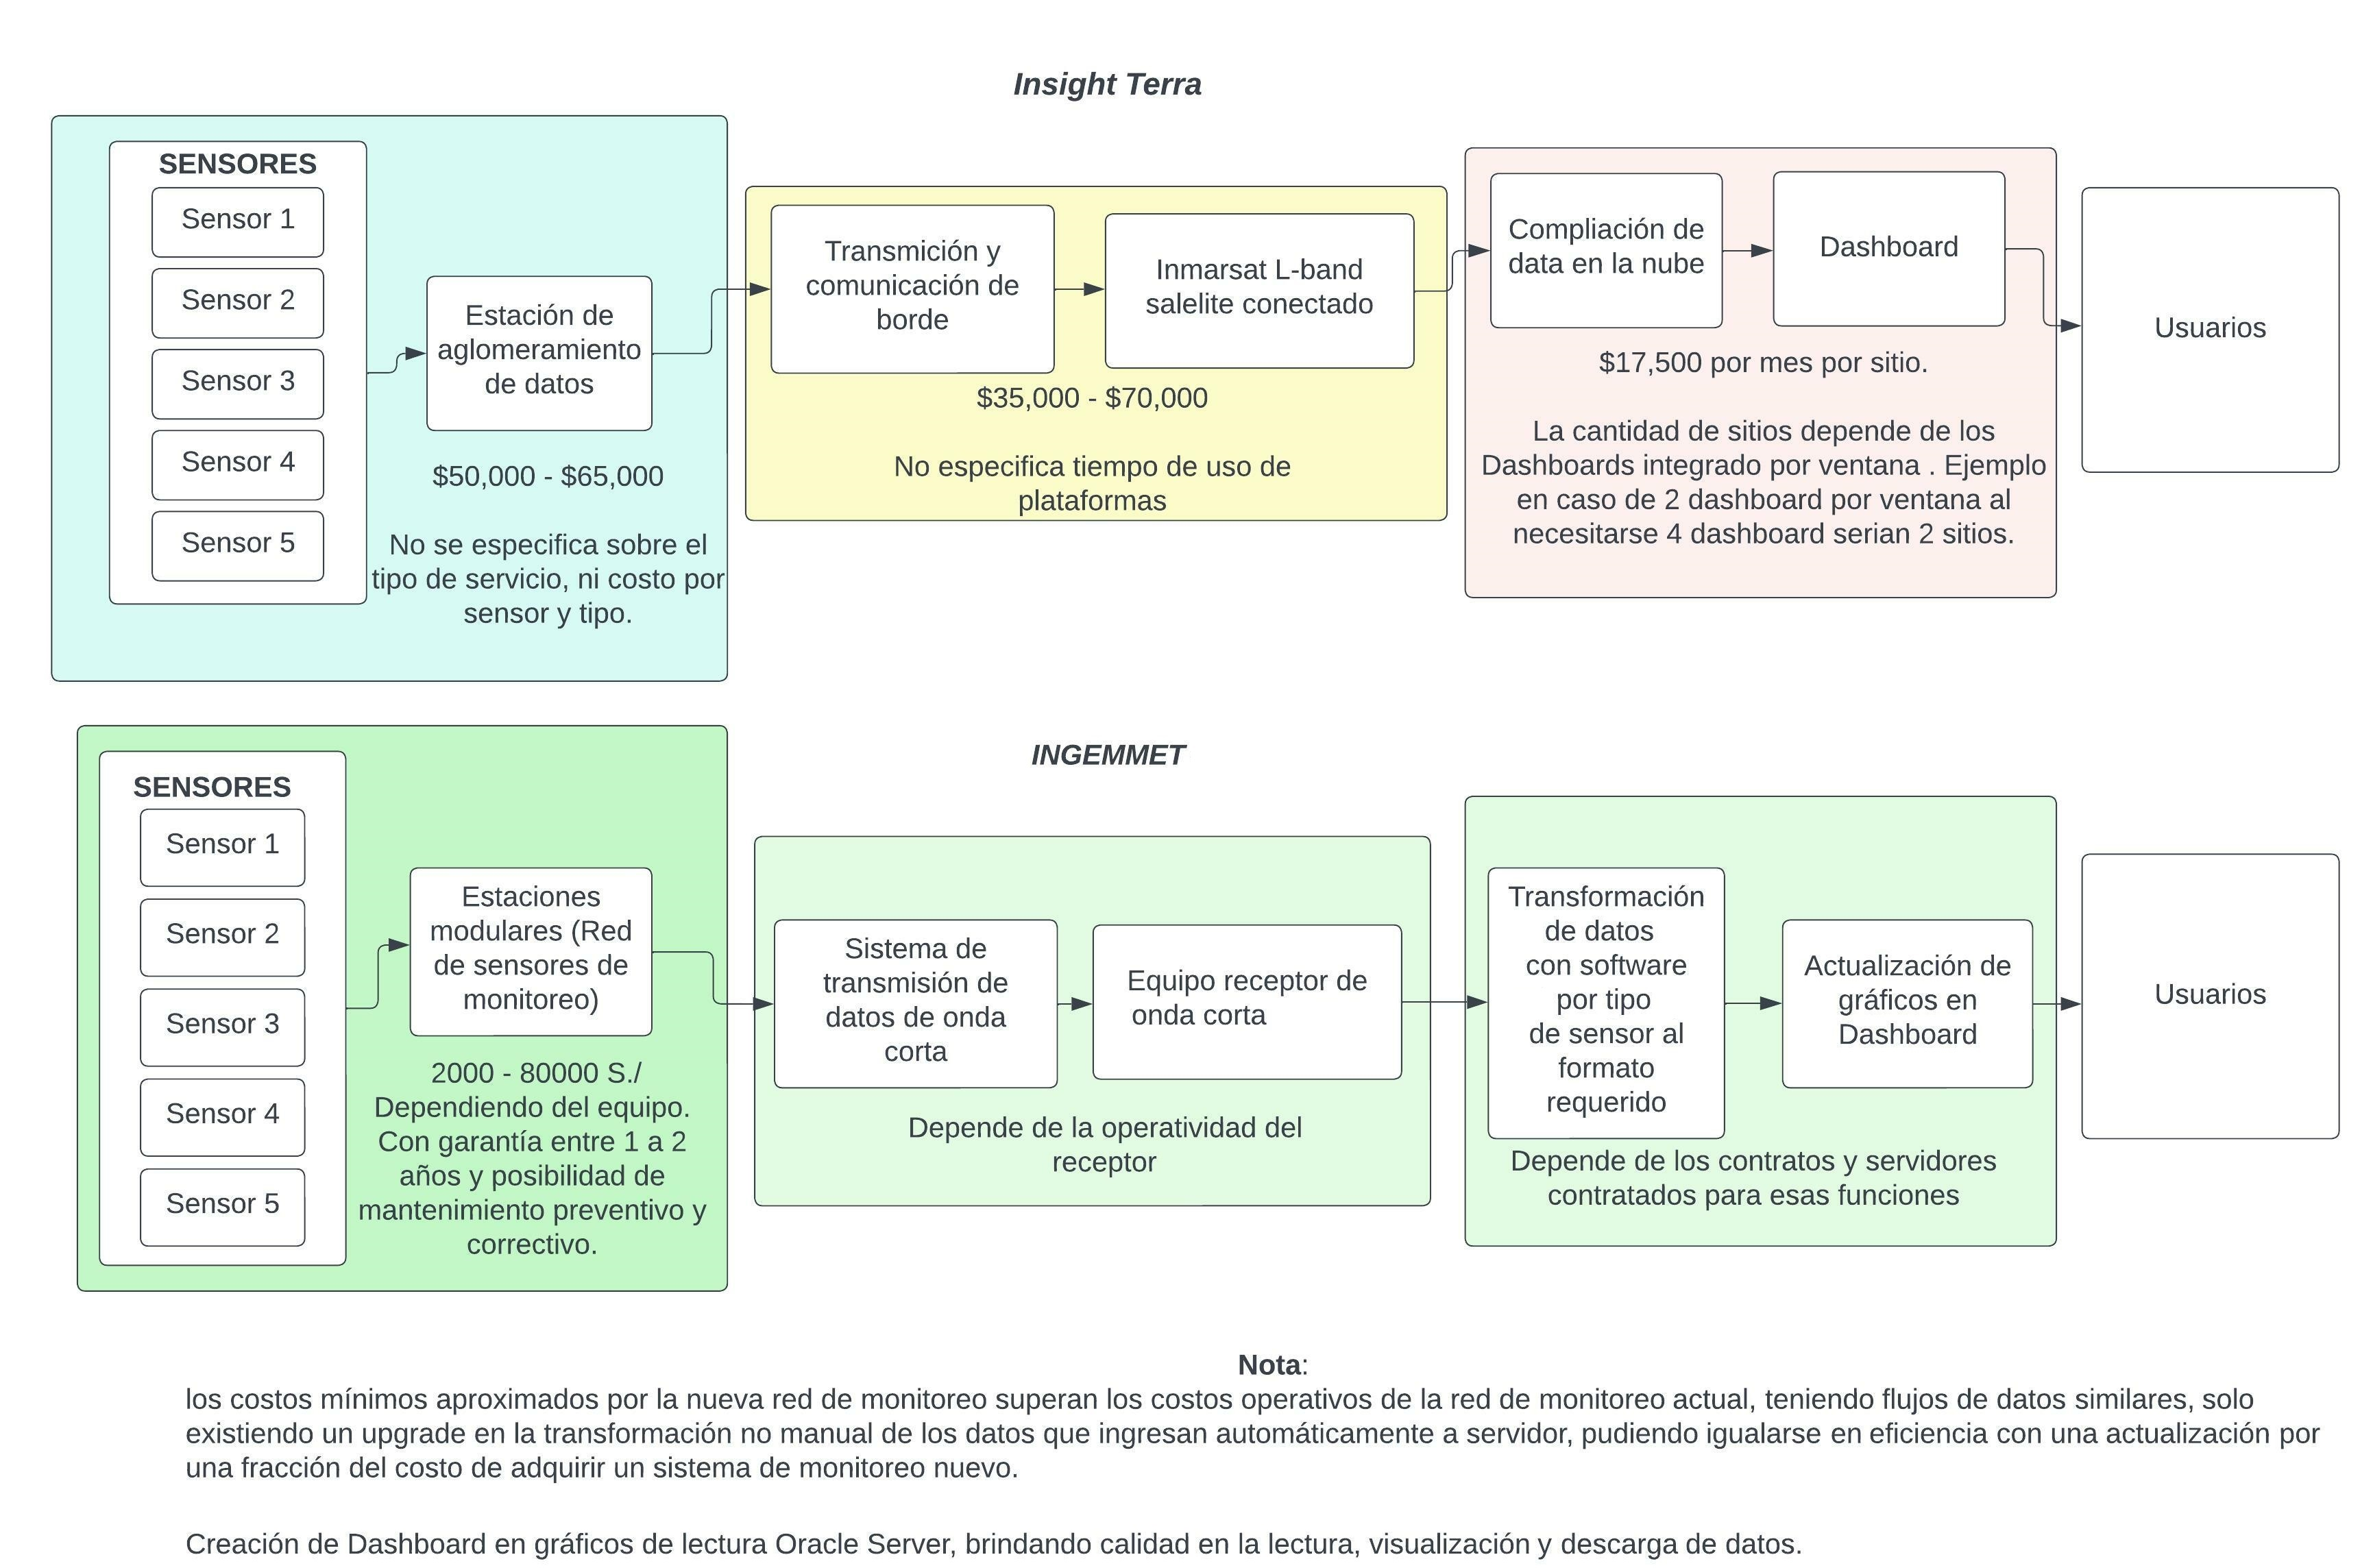 Insight Terra
SENSORES
Sensor 1
Sensor 2
Sensor 3
Sensor 4
Sensor 5
Estación de
aglomeramiento
de datos
$50,000 - $65,000
No se especifica sobre el
tipo de servicio, ni costo por
sensor y tipo.
Transmición y
comunicación de
borde
Inmarsat L-band
salelite conectado
$35,000 - $70,000
No especifica tiempo de uso de
plataformas
Compliación de
data en la nube
Dashboard
$17,500 por mes por sitio.
La cantidad de sitios depende de los
Dashboards integrado por ventana . Ejemplo
en caso de 2 dashboard por ventana al
necesitarse 4 dashboard serian 2 sitios.
Usuarios
INGEMMET
SENSORES
Sensor 1
Sensor 2
Sensor 3
Sensor 4
Sensor 5
Estaciones
modulares (Red
de sensores de
monitoreo)
2000 - 80000 S./
Dependiendo del equipo.
Con garantía entre 1 a 2
años y posibilidad de
mantenimiento preventivo y
correctivo.
Sistema de
transmisión de
datos de onda
corta
Equipo receptor de
onda corta
Depende de la operatividad del
receptor
Transformación
de datos
con software
por tipo
de sensor al
formato
requerido
Actualización de
gráficos en
Dashboard
Depende de los contratos y servidores
contratados para esas funciones
Usuarios
Nota:
los costos mínimos aproximados por la nueva red de monitoreo superan los costos operativos de la red de monitoreo actual, teniendo flujos de datos similares, solo
existiendo un upgrade en la transformación no manual de los datos que ingresan automáticamente a servidor, pudiendo igualarse en eficiencia con una actualización por
una fracción del costo de adquirir un sistema de monitoreo nuevo.
Creación de Dashboard en gráficos de lectura Oracle Server, brindando calidad en la lectura, visualización y descarga de datos.